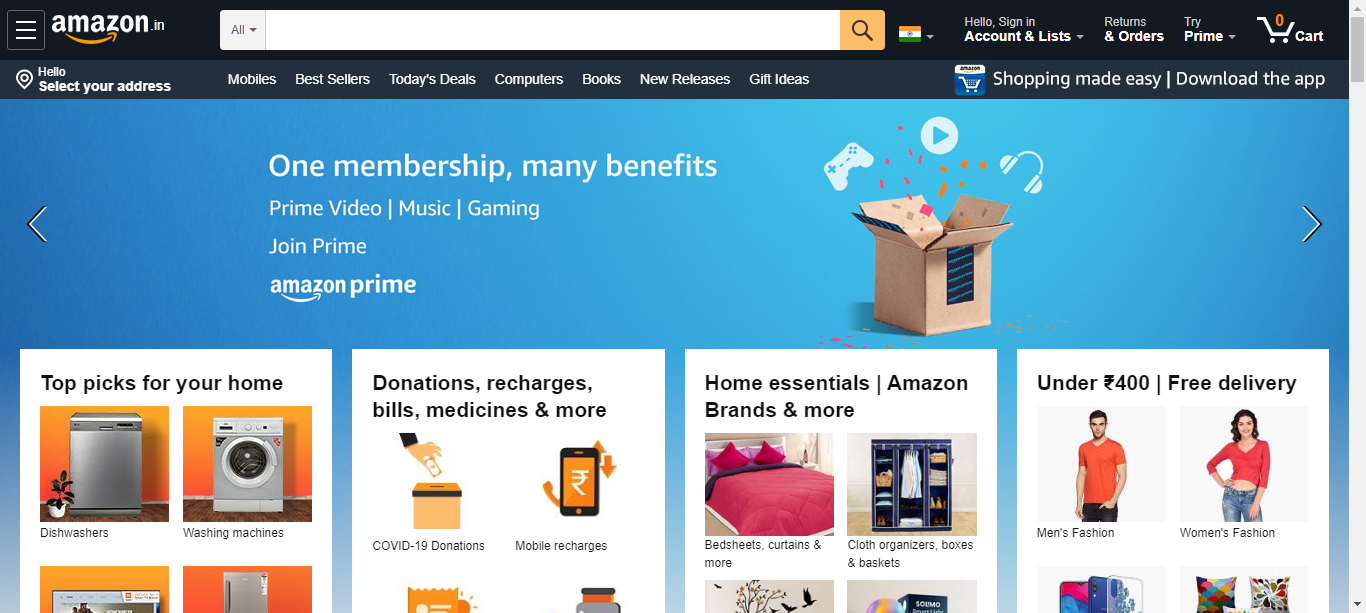 amazon.in
All
Hello, Sign in
Account & Lists
Returns
& Orders
Try
Prime
0
Cart
Hello
Select your address
Mobiles
Best Sellers
Today's Deals
Computers
Books
New Releases
Gift Ideas
amazon
Shopping made easy | Download the app
One membership, many benefits
Prime Video | Music | Gaming
Join Prime
amazon prime
Top picks for your home
Dishwashers
Washing machines
Donations, recharges,
bills, medicines & more
₹
COVID-19 Donations
Mobile recharges
Home essentials | Amazon
Brands & more
Bedsheets, curtains &
more
Cloth organizers, boxes
& baskets
SOLIMO
Under ₹400 | Free delivery
Men's Fashion
Women's Fashion